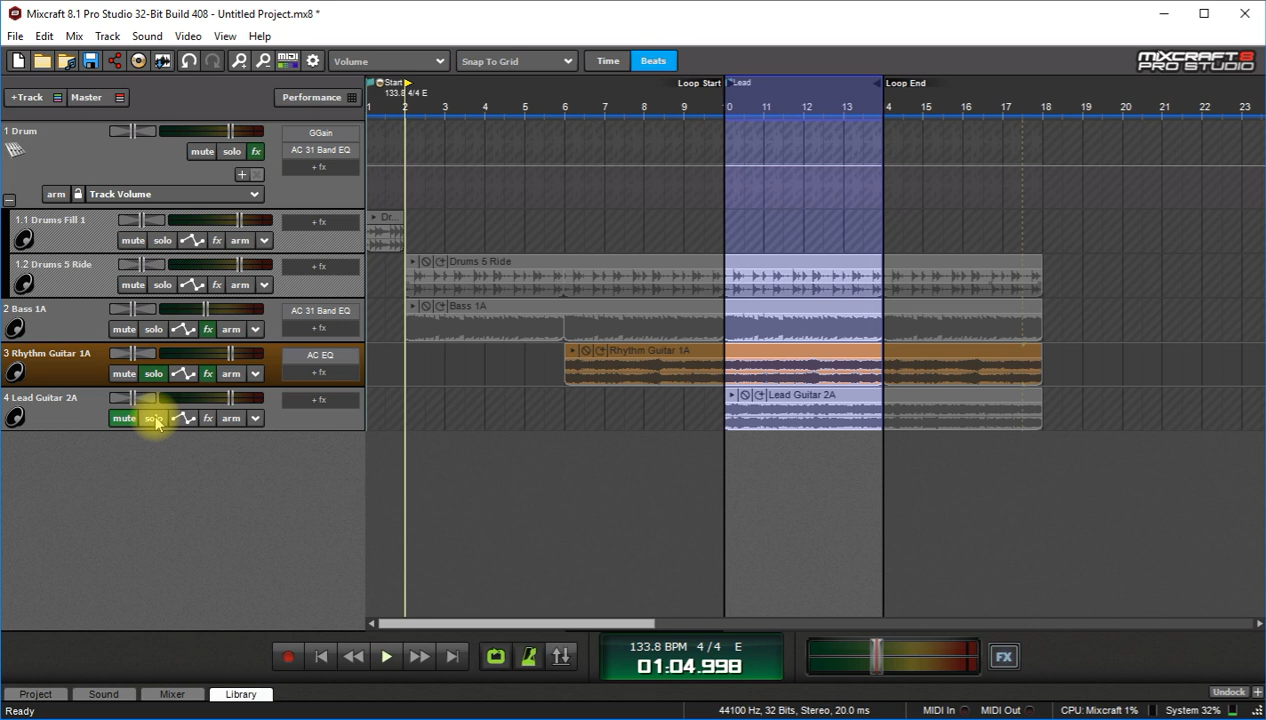 Mixcraft 8.1 Pro Studio 32-Bit Build 408 - Untitled Project.mx8 *
File Edit Mix Track Sound Video View Help
midi Volume Snap To Grid Time Beats MIXCRAFT 8 PRO STUDIO
Start Loop Start Lead Loop End
133.8 4/4 E
+Track Master Performance
1 2 3 4 5 6 7 8 9 0 11 12 13 4 15 16 17 18 19 20 21 22 23
1 Drum GGain
mute solo fx AC 31 Band EQ
+ fx
arm Track Volume
1.1 Drums Fill 1 + fx Dr...
mute solo fx arm
1.2 Drums 5 Ride + fx Drums 5 Ride
mute solo fx arm
2 Bass 1A AC 31 Band EQ Bass 1A
mute solo fx arm + fx
3 Rhythm Guitar 1A AC EQ Rhythm Guitar 1A
mute solo fx arm + fx
4 Lead Guitar 2A + fx Lead Guitar 2A
mute solo fx arm
133.8 BPM 4/4 E
01:04.998
FX
Project Sound Mixer Library Undock
Ready 44100 Hz, 32 Bits, Stereo, 20.0 ms MIDI In MIDI Out CPU: Mixcraft 1% System 32%